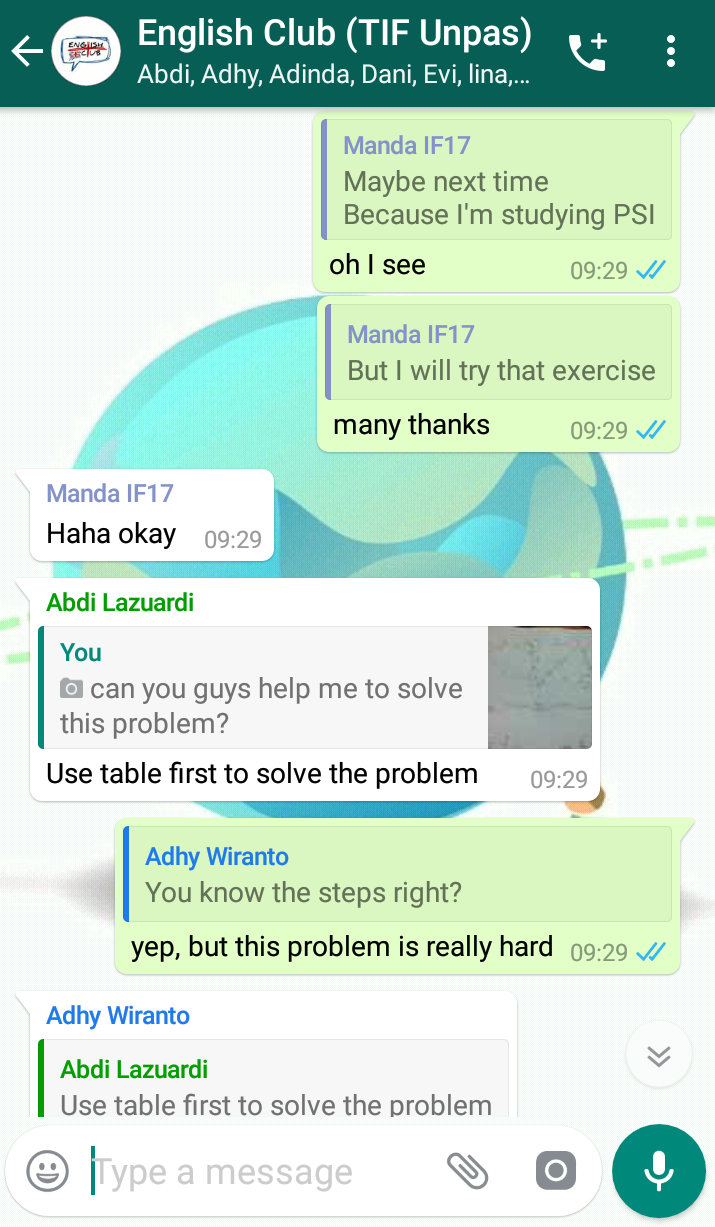 English Club (TIF Unpas)
Abdi, Adhy, Adinda, Dani, Evi, lina,...
ENGLISH
CLUB
Manda IF17
Maybe next time
Because I'm studying PSI
oh I see 09:29
Manda IF17
But I will try that exercise
many thanks 09:29
Manda IF17
Haha okay 09:29
Abdi Lazuardi
You
can you guys help me to solve
this problem?
Use table first to solve the problem 09:29
Adhy Wiranto
You know the steps right?
yep, but this problem is really hard 09:29
Adhy Wiranto
Abdi Lazuardi
Use table first to solve the problem
Type a message